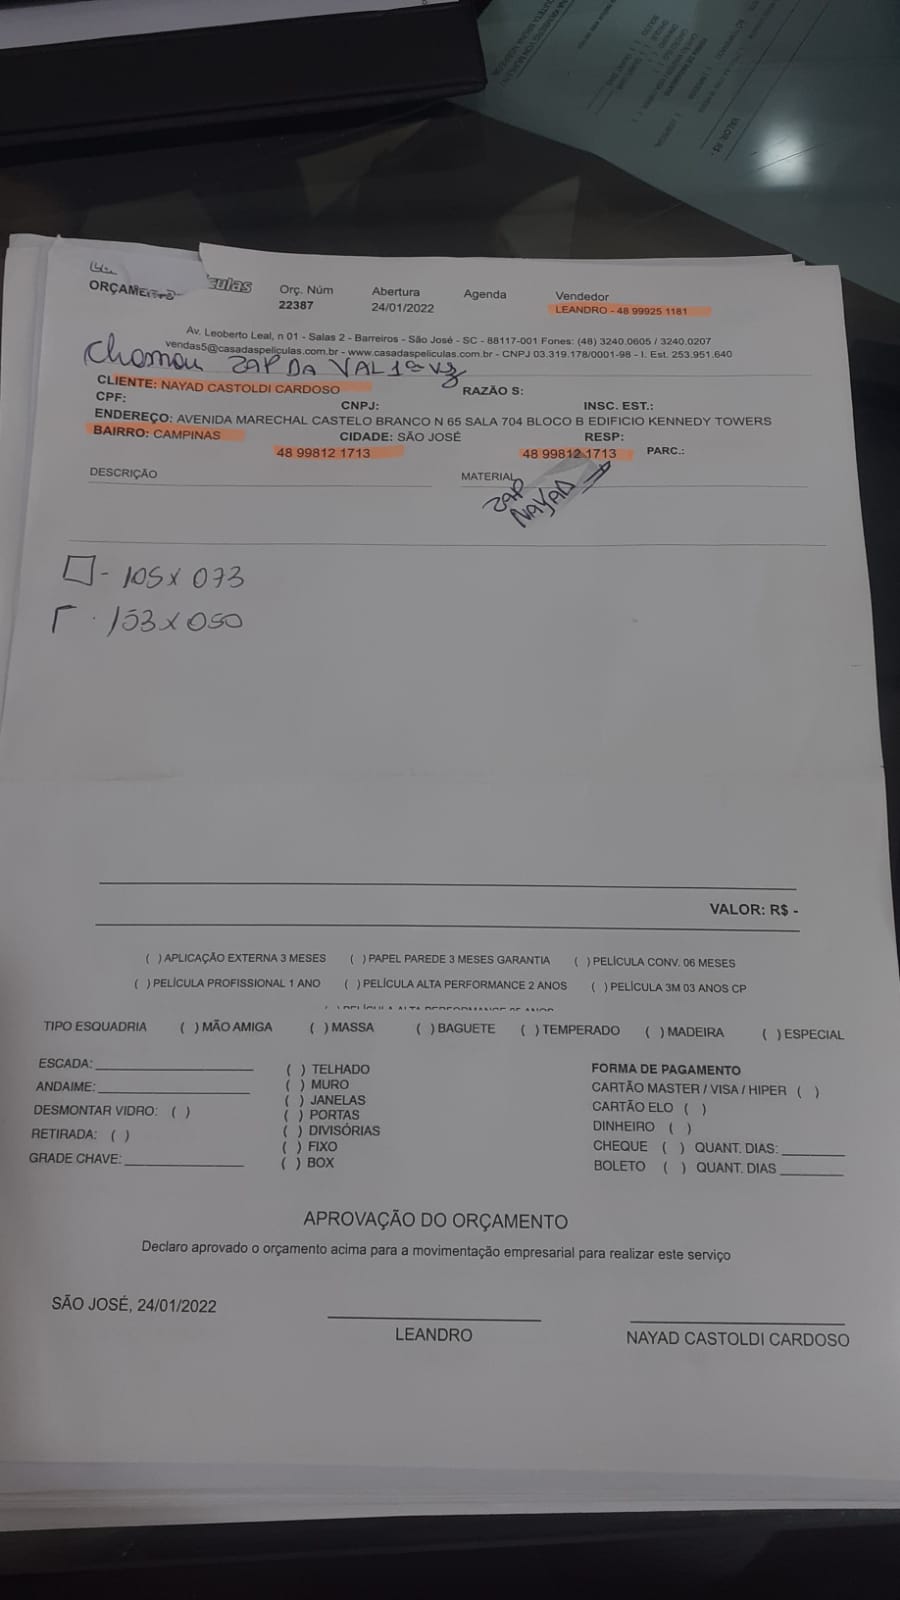 ORÇAME
culas
Orç. Núm
22387
Abertura
24/01/2022
Agenda
Vendedor
LEANDRO - 48 99925 1181
Av. Leoberto Leal, n 01 - Salas 2 - Barreiros - São José - SC - 88117-001 Fones: (48) 3240.0605 / 3240.0207
vendas5@casadaspeliculas.com.br - www.casadaspeliculas.com.br - CNPJ 03.319.178/0001-98 - I. Est. 253.951.640
Chamou ZAP DA VAL 1ª VZ
CLIENTE: NAYAD CASTOLDI CARDOSO RAZÃO S:
CPF: CNPJ: INSC. EST.:
ENDEREÇO: AVENIDA MARECHAL CASTELO BRANCO N 65 SALA 704 BLOCO B EDIFICIO KENNEDY TOWERS
BAIRRO: CAMPINAS CIDADE: SÃO JOSÉ RESP:
48 99812 1713 48 99812 1713 PARC.:
DESCRIÇÃO MATERIAL
ZAP
NAYAD
- 105 x 073
153 x 050
VALOR: R$ -
( ) APLICAÇÃO EXTERNA 3 MESES ( ) PAPEL PAREDE 3 MESES GARANTIA ( ) PELÍCULA CONV. 06 MESES
( ) PELÍCULA PROFISSIONAL 1 ANO ( ) PELÍCULA ALTA PERFORMANCE 2 ANOS ( ) PELÍCULA 3M 03 ANOS CP
TIPO ESQUADRIA ( ) MÃO AMIGA ( ) MASSA ( ) BAGUETE ( ) TEMPERADO ( ) MADEIRA ( ) ESPECIAL
ESCADA:
ANDAIME:
DESMONTAR VIDRO: ( )
RETIRADA: ( )
GRADE CHAVE:
( ) TELHADO
( ) MURO
( ) JANELAS
( ) PORTAS
( ) DIVISÓRIAS
( ) FIXO
( ) BOX
FORMA DE PAGAMENTO
CARTÃO MASTER / VISA / HIPER ( )
CARTÃO ELO ( )
DINHEIRO ( )
CHEQUE ( ) QUANT. DIAS:
BOLETO ( ) QUANT. DIAS
APROVAÇÃO DO ORÇAMENTO
Declaro aprovado o orçamento acima para a movimentação empresarial para realizar este serviço
SÃO JOSÉ, 24/01/2022
LEANDRO
NAYAD CASTOLDI CARDOSO